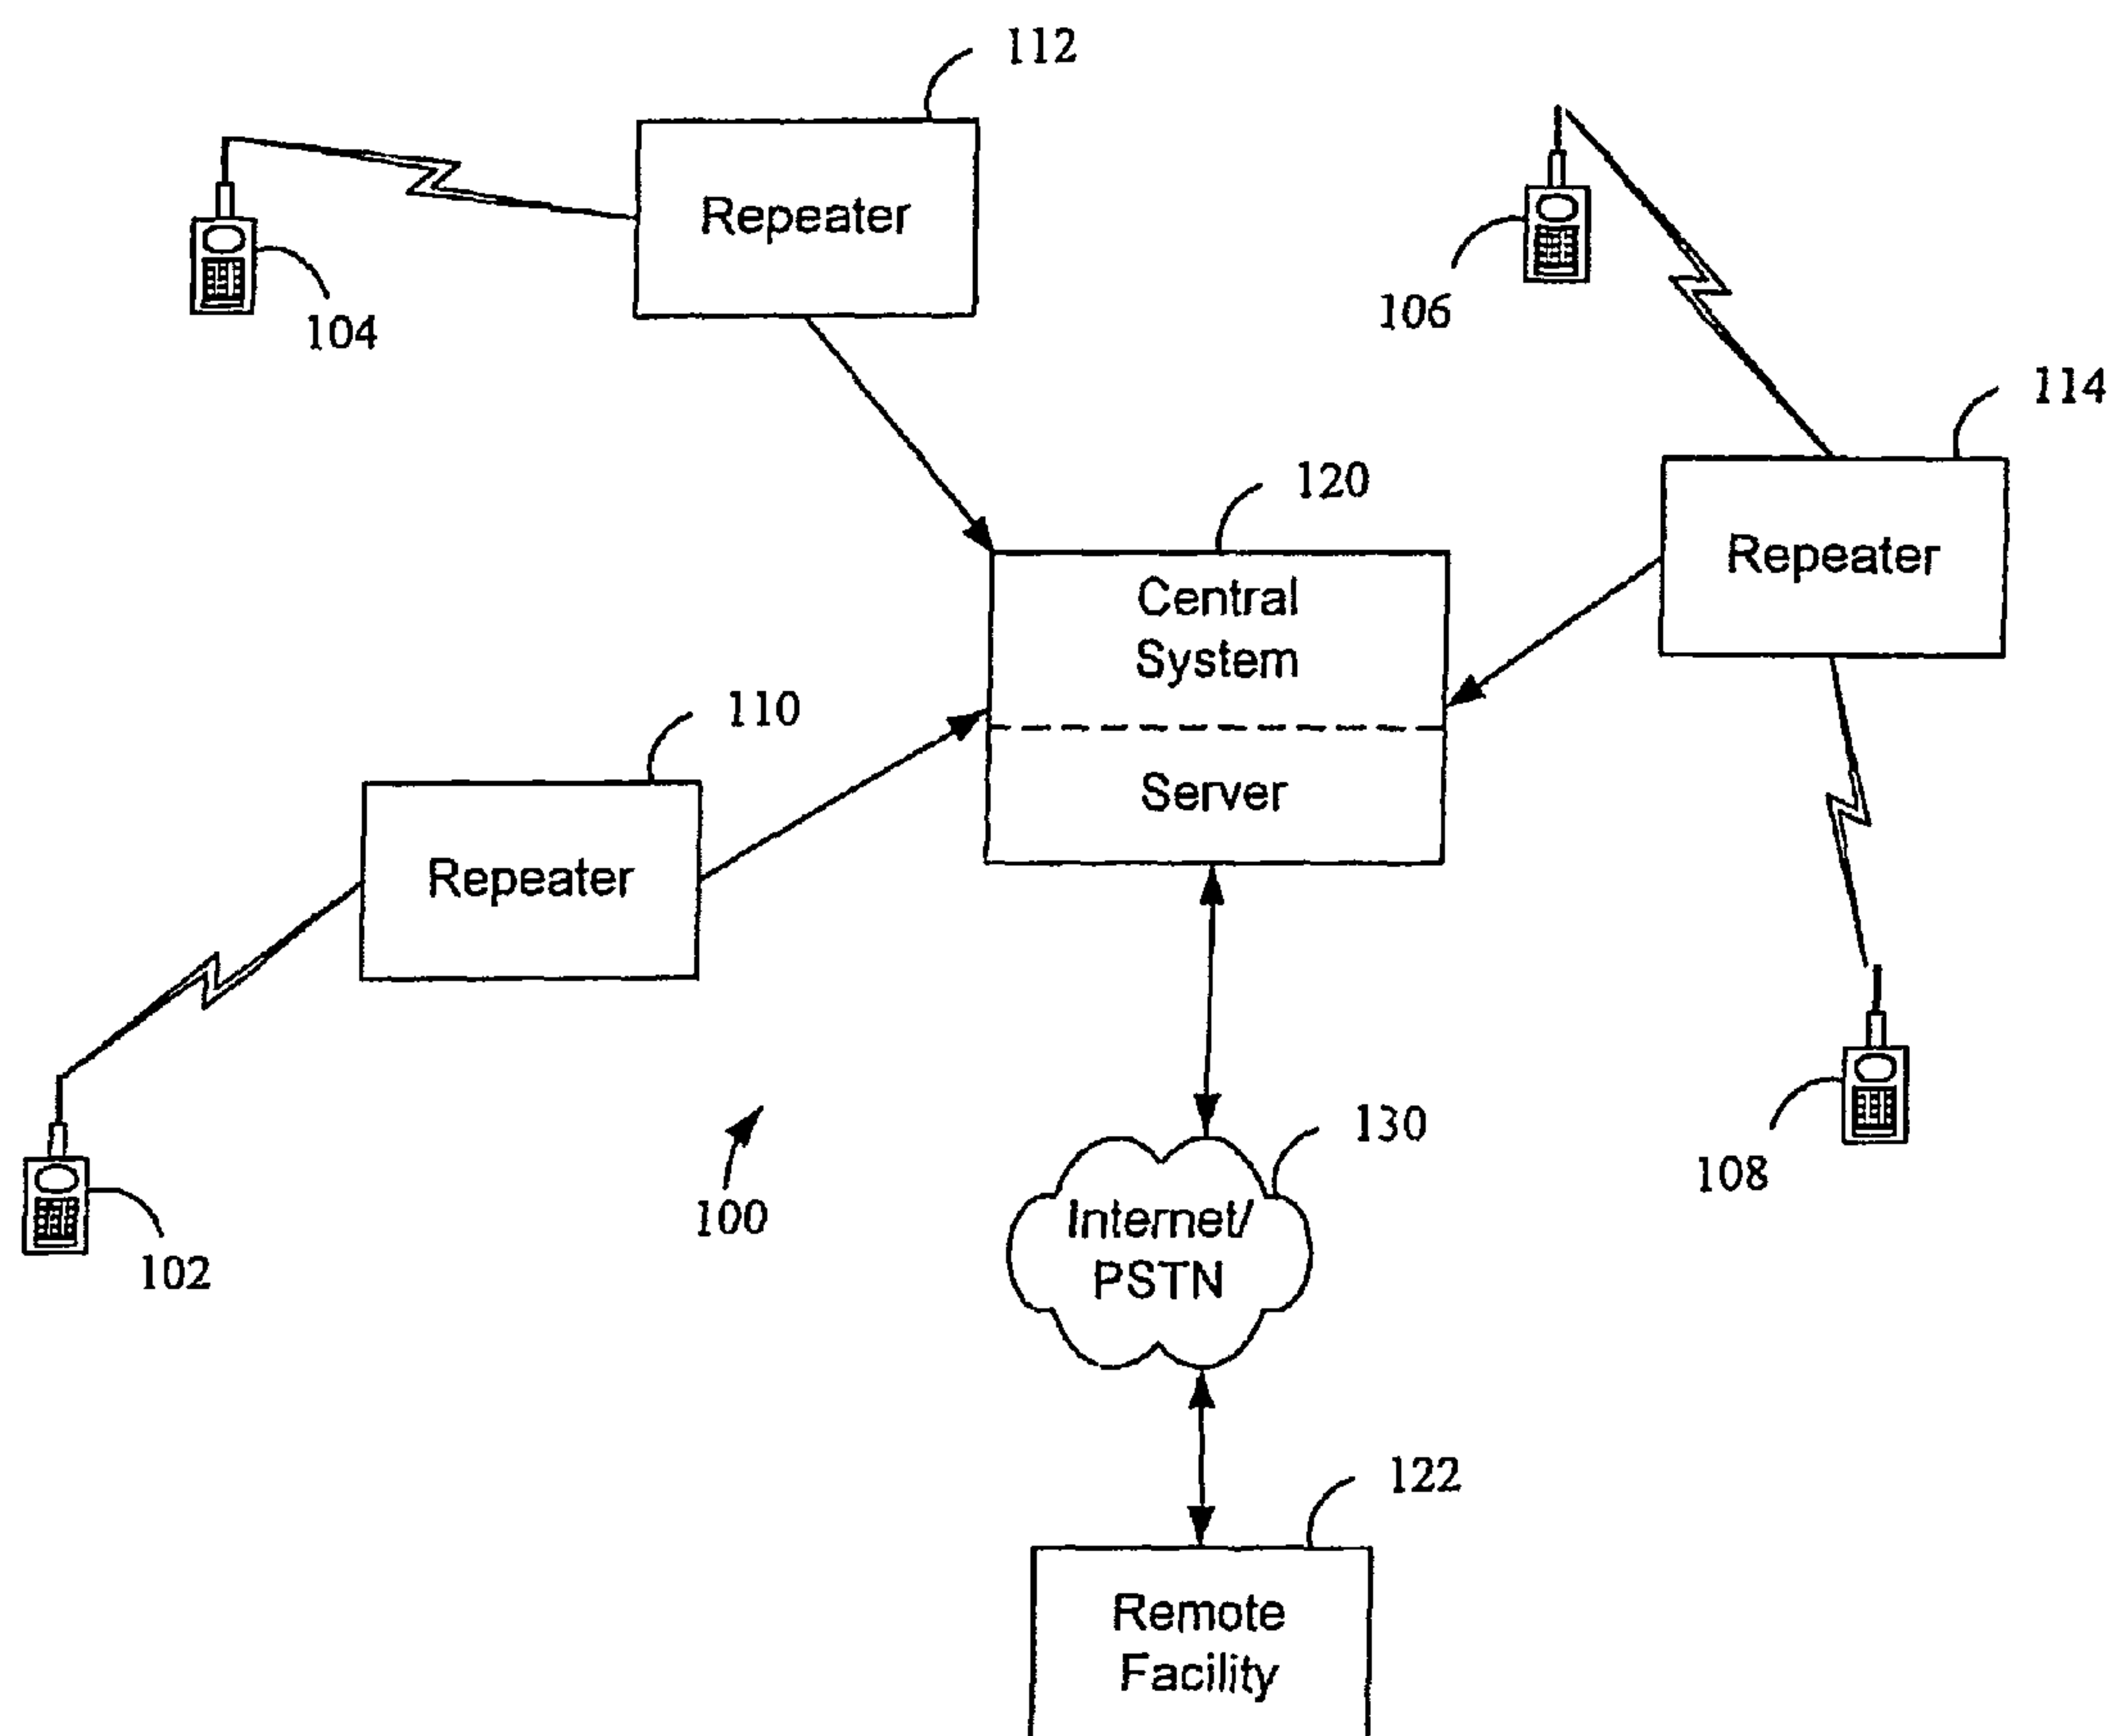 112
Repeater
104
106
114
Repeater
120
Central
System
Server
110
Repeater
102
100
130
Internet/
PSTN
108
122
Remote
Facility